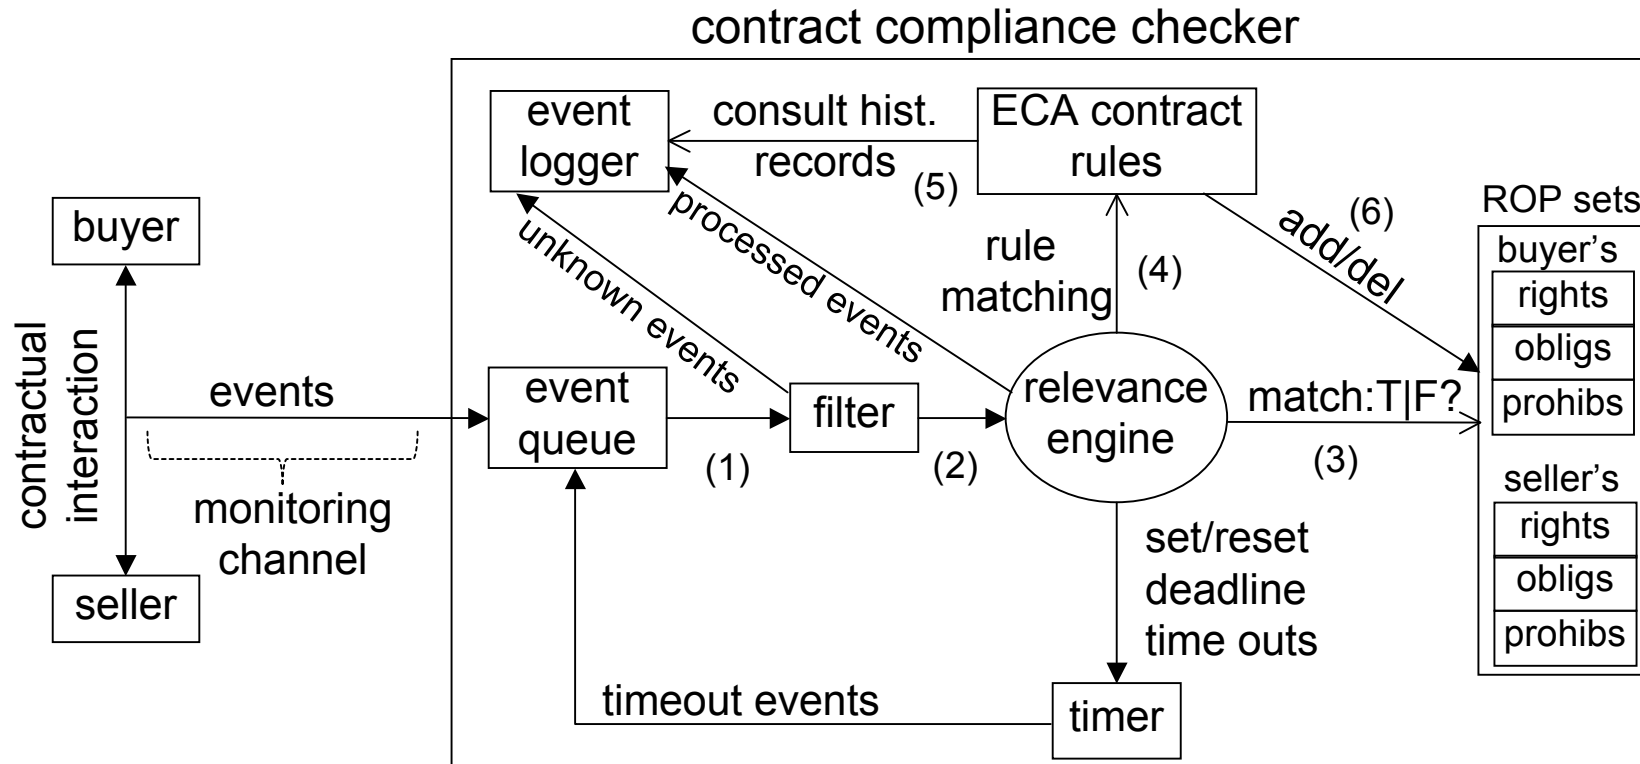 contract compliance checker
event
logger
consult hist.
records
(5)
ECA contract
rules
(6)
add/del
ROP sets
buyer's
rights
obligs
prohibs
seller's
rights
obligs
prohibs
buyer
contractual
interaction
seller
events
monitoring
channel
unknown events
processed events
rule
matching
(4)
event
queue
(1)
filter
(2)
relevance
engine
match:T|F?
(3)
set/reset
deadline
time outs
timeout events
timer